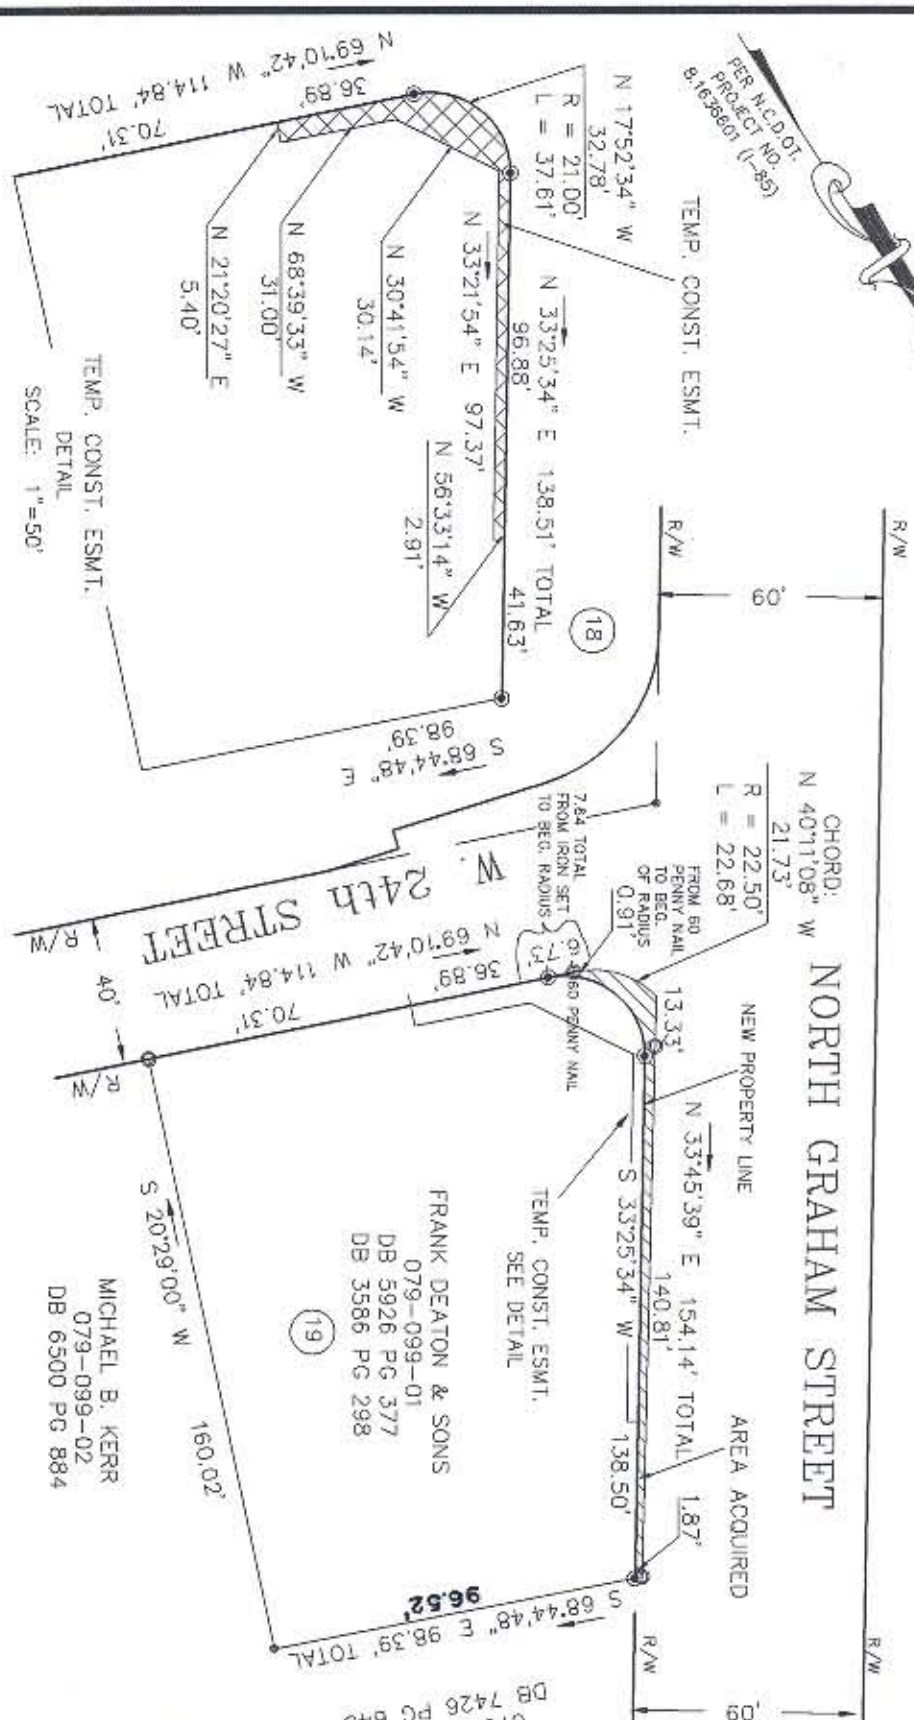 PER N.C.D.OT.
PROJECT NO.
8.1636601 (I-85)
R/W
60'
R/W
R/W
60'
R/W
NORTH GRAHAM STREET
CHORD:
N 40°11'08" W
21.73'
R = 22.50'
L = 22.68'
FROM 60
PENNY NAIL
TO BEG.
OF RADIUS
0.91'
13.33'
NEW PROPERTY LINE
N 33°45'39" E 154.14' TOTAL
140.81'
AREA ACQUIRED
1.87'
S 33°25'34" W 138.50'
TEMP. CONST. ESMT.
SEE DETAIL
7.84 TOTAL
FROM IRON SET
TO BEG. RADIUS
60 PENNY NAIL
W. 24th STREET
R/W
40'
R/W
N 69°10'42" W 114.84' TOTAL
36.89'
70.31'
FRANK DEATON & SONS
079-099-01
DB 5926 PG 377
DB 3586 PG 298
19
S 20°29'00" W 160.02'
MICHAEL B. KERR
079-099-02
DB 6500 PG 884
96.52'
S 68°44'48" E 98.39' TOTAL
DB 7426 PG
TEMP. CONST. ESMT.
N 17°52'34" W
32.78'
R = 21.00'
L = 37.61'
N 33°25'34" E 138.51' TOTAL
96.88'
41.63'
18
N 33°21'54" E 97.37'
N 56°33'14" W
2.91'
N 30°41'54" W
30.14'
N 68°39'33" W
31.00'
N 21°20'27" E
5.40'
N 69°10'42" W 114.84' TOTAL
36.89'
70.31'
98.39'
S 68°44'48" E
TEMP. CONST. ESMT.
DETAIL
SCALE: 1"=50'